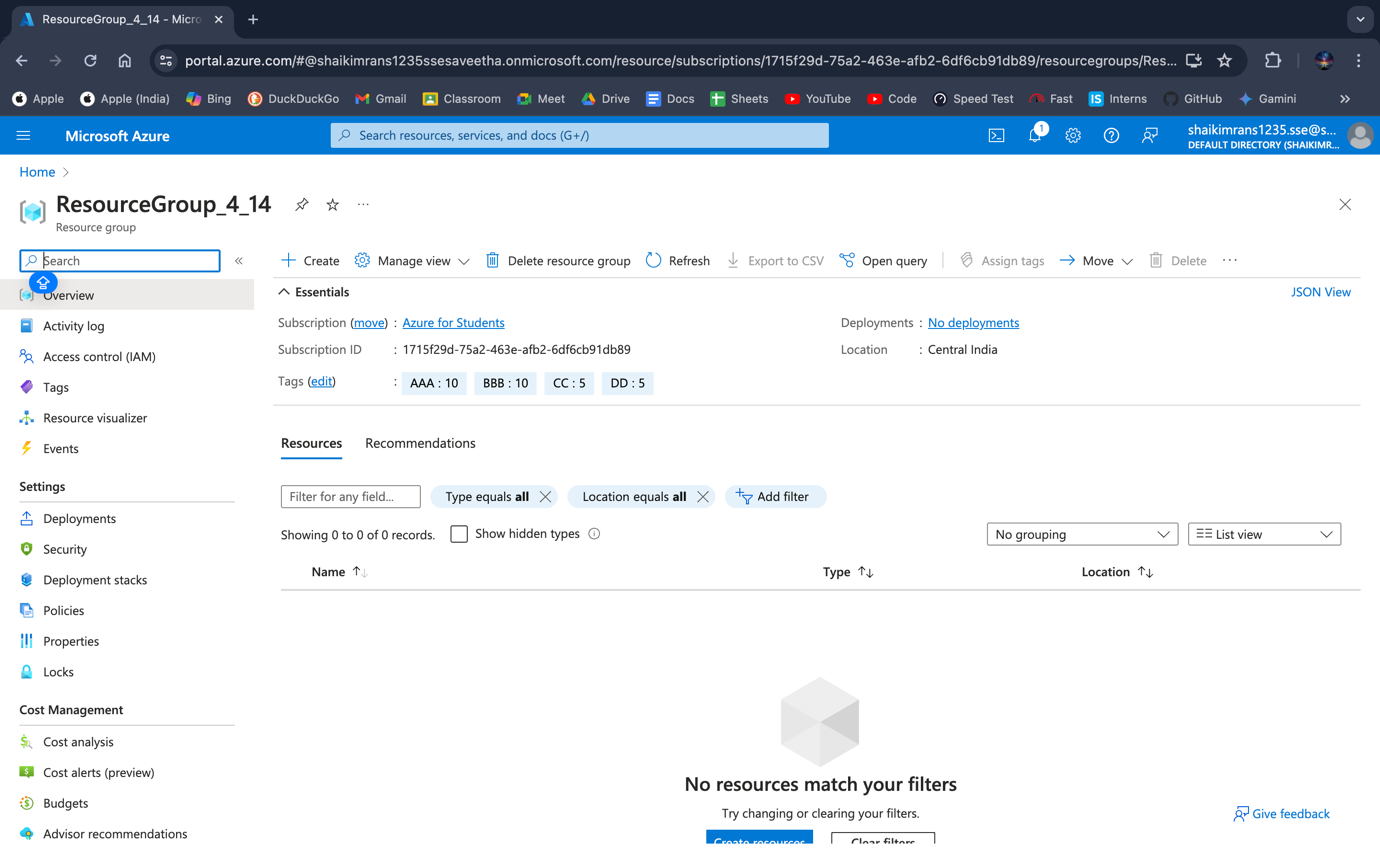 ResourceGroup_4_14 - Micro
portal.azure.com/#@shaikimrans1235ssesaveetha.onmicrosoft.com/resource/subscriptions/1715f29d-75a2-463e-afb2-6df6cb91db89/resourcegroups/Res...
Apple Apple (India) Bing DuckDuckGo Gmail Classroom Meet Drive Docs Sheets YouTube Code Speed Test Fast IS Interns GitHub Gamini
Microsoft Azure
Search resources, services, and docs (G+/)
1
shaikimrans1235.sse@s...
DEFAULT DIRECTORY (SHAIKIMR...
Home
ResourceGroup_4_14
Resource group
Search
Create Manage view Delete resource group Refresh Export to CSV Open query Assign tags Move Delete
Overview
Activity log
Access control (IAM)
Tags
Resource visualizer
Events
Settings
Deployments
Security
Deployment stacks
Policies
Properties
Locks
Cost Management
Cost analysis
Cost alerts (preview)
Budgets
Advisor recommendations
Essentials
JSON View
Subscription (move) : Azure for Students
Deployments : No deployments
Subscription ID : 1715f29d-75a2-463e-afb2-6df6cb91db89
Location : Central India
Tags (edit) : AAA : 10 BBB : 10 CC : 5 DD : 5
Resources Recommendations
Filter for any field... Type equals all Location equals all Add filter
Showing 0 to 0 of 0 records. Show hidden types
No grouping List view
Name Type Location
No resources match your filters
Try changing or clearing your filters.
Create resources Clear filters
Give feedback